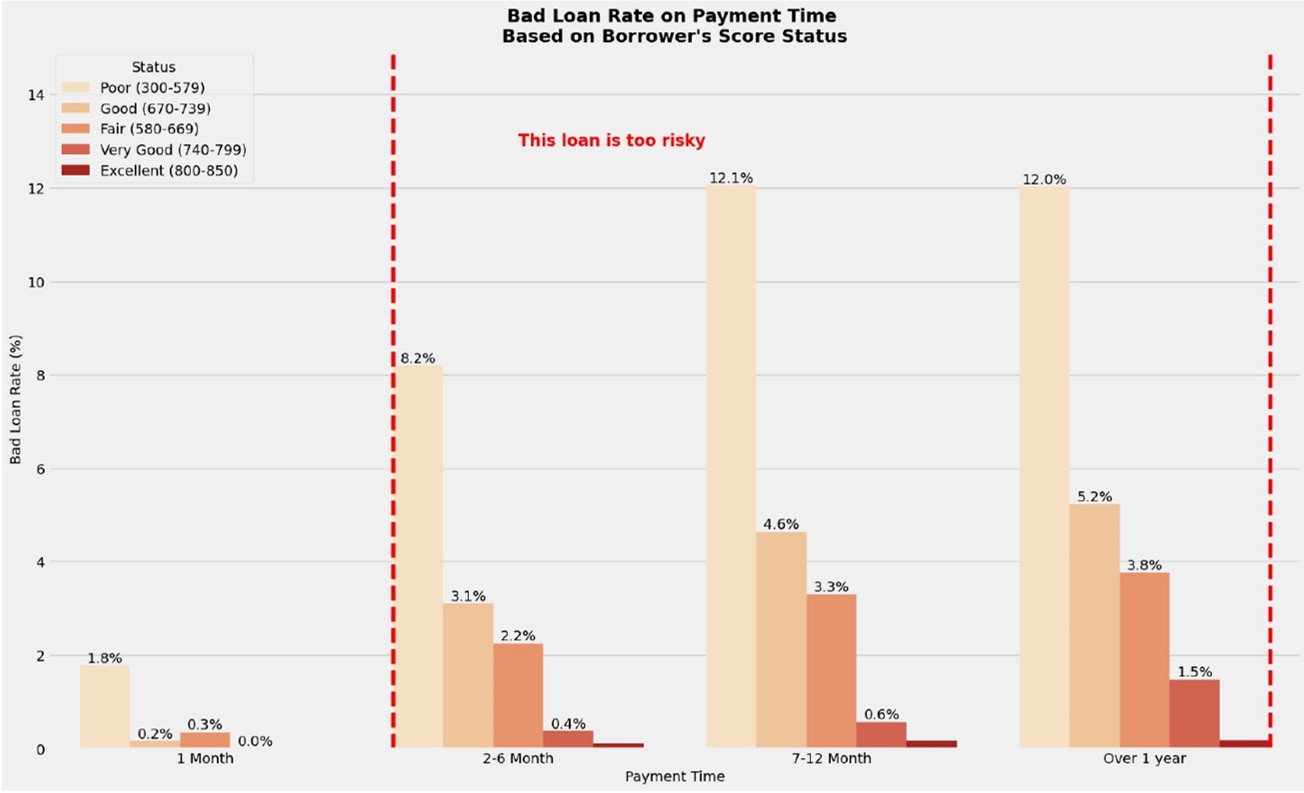 Bad Loan Rate on Payment Time
Based on Borrower's Score Status
Status
Poor (300-579)
Good (670-739)
Fair (580-669)
Very Good (740-799)
Excellent (800-850)
This loan is too risky
Bad Loan Rate (%)
14
12
10
8
6
4
2
0
1.8%
0.2%
0.3%
0.0%
8.2%
3.1%
2.2%
0.4%
12.1%
4.6%
3.3%
0.6%
12.0%
5.2%
3.8%
1.5%
1 Month
2-6 Month
7-12 Month
Over 1 year
Payment Time